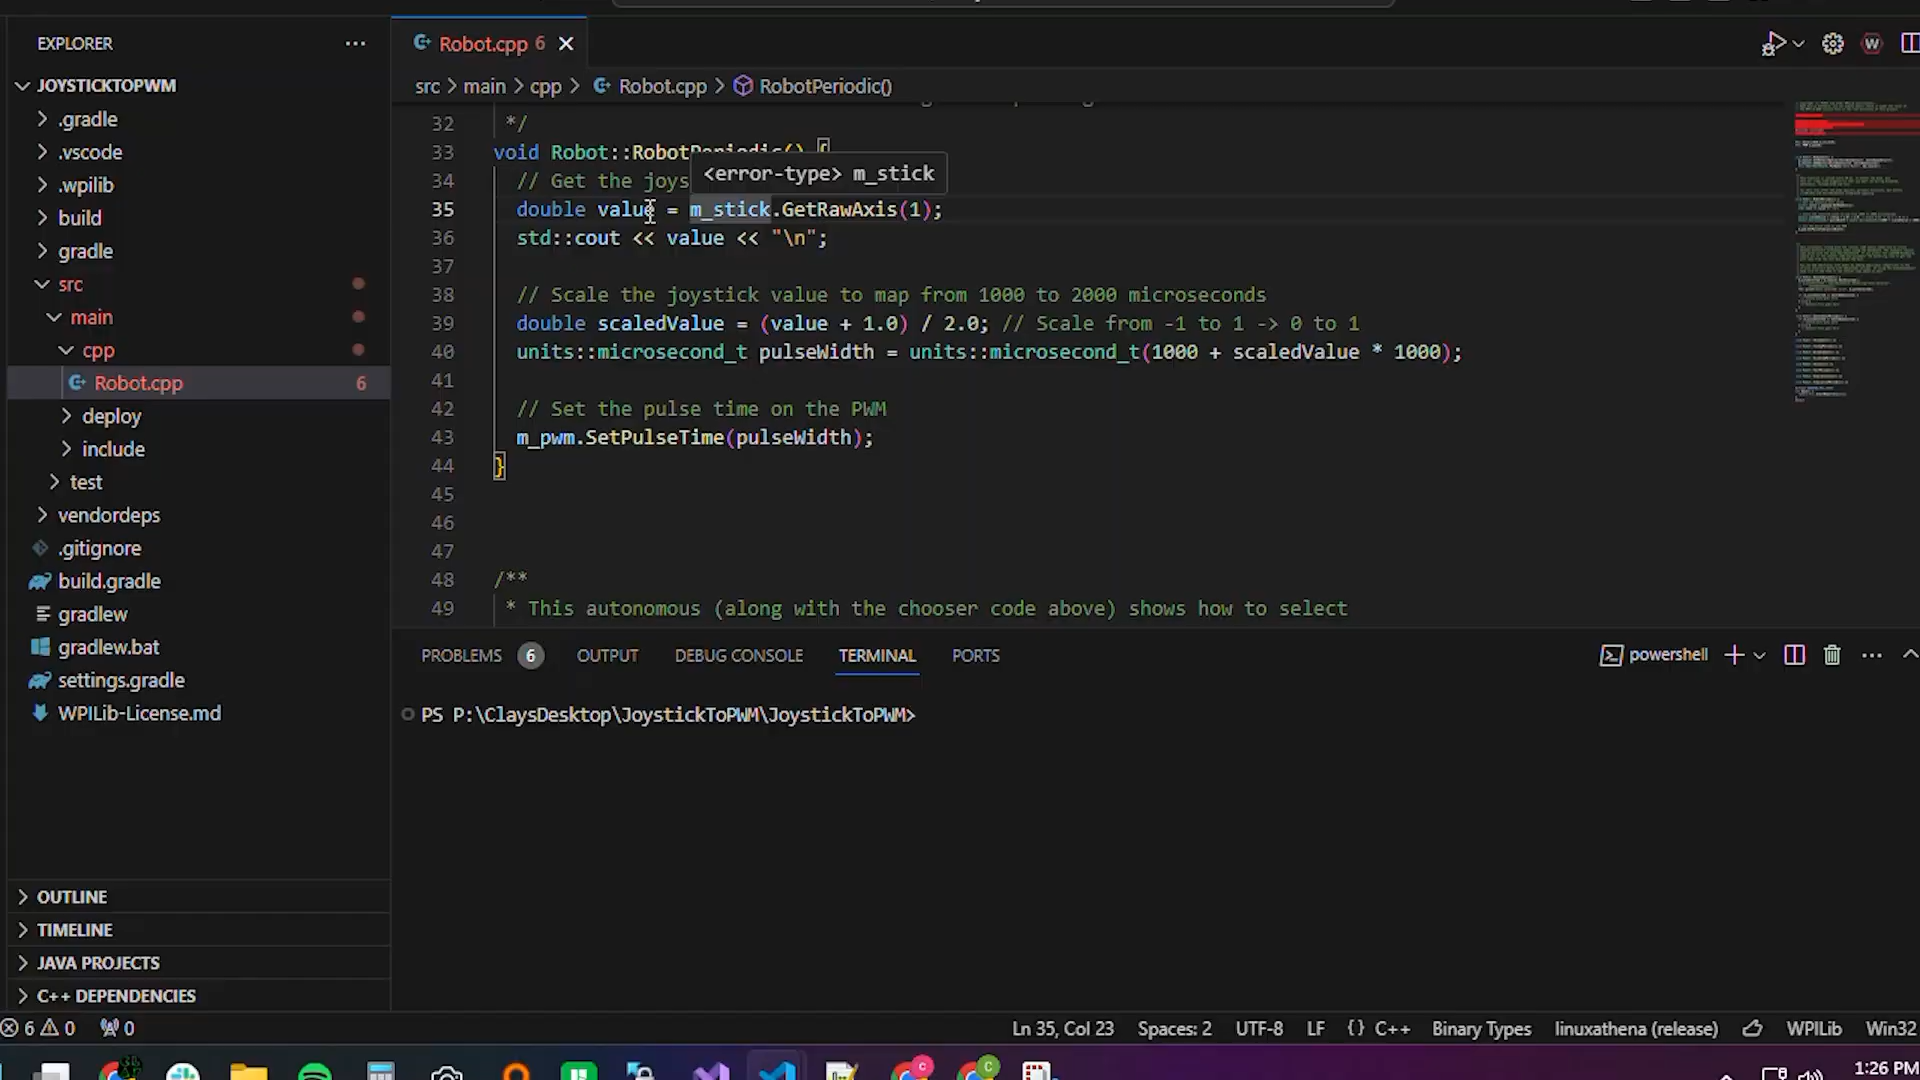 EXPLORER
JOYSTICKTOPWM
.gradle
.vscode
.wpilib
build
gradle
src
main
cpp
Robot.cpp 6
deploy
include
test
vendordeps
.gitignore
build.gradle
gradlew
gradlew.bat
settings.gradle
WPILib-License.md
OUTLINE
TIMELINE
JAVA PROJECTS
C++ DEPENDENCIES
Robot.cpp 6
src > main > cpp > Robot.cpp > RobotPeriodic()
32 */
33 void Robot::RobotPeriodic() {
<error-type> m_stick
34 // Get the joys
35 double value = m_stick.GetRawAxis(1);
36 std::cout << value << "\n";
37
38 // Scale the joystick value to map from 1000 to 2000 microseconds
39 double scaledValue = (value + 1.0) / 2.0; // Scale from -1 to 1 -> 0 to 1
40 units::microsecond_t pulseWidth = units::microsecond_t(1000 + scaledValue * 1000);
41
42 // Set the pulse time on the PWM
43 m_pwm.SetPulseTime(pulseWidth);
44 }
45
46
47
48 /**
49 * This autonomous (along with the chooser code above) shows how to select
PROBLEMS 6 OUTPUT DEBUG CONSOLE TERMINAL PORTS
powershell
PS P:\ClaysDesktop\JoystickToPWM\JoystickToPWM>
6 0 0
Ln 35, Col 23 Spaces: 2 UTF-8 LF {} C++ Binary Types linuxathena (release) WPILib Win32
1:26 PM